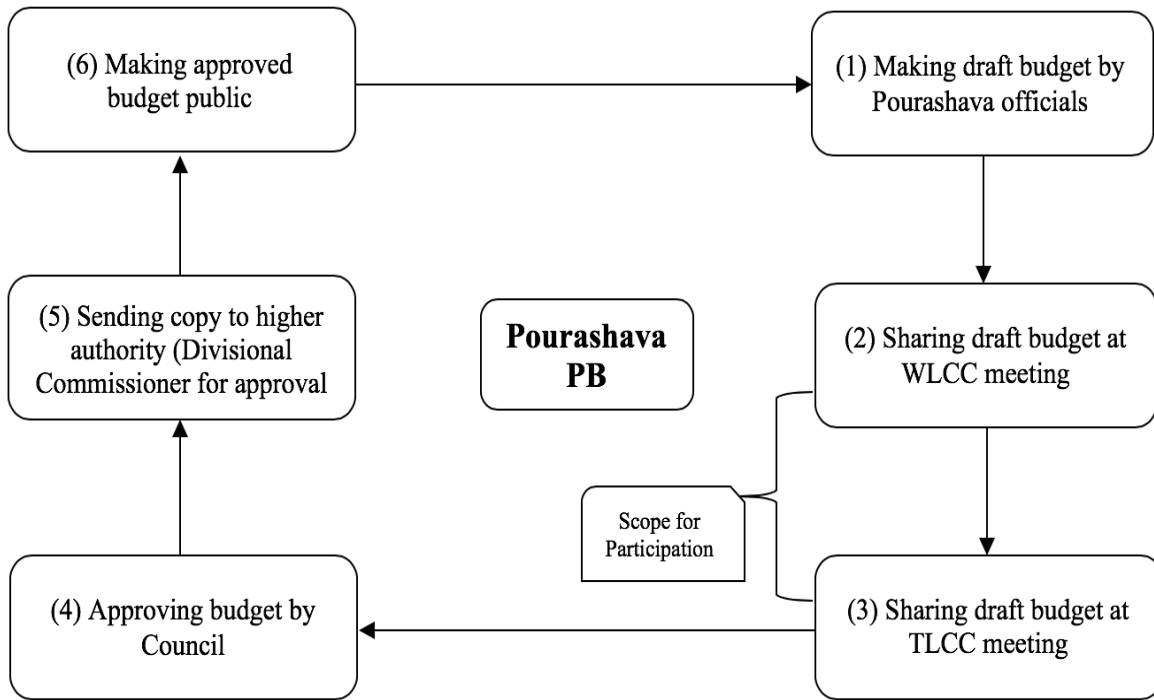 (6) Making approved
budget public
(1) Making draft budget by
Pourashava officials
(5) Sending copy to higher
authority (Divisional
Commissioner for approval
Pourashava
PB
(2) Sharing draft budget at
WLCC meeting
Scope for
Participation
(4) Approving budget by
Council
(3) Sharing draft budget at
TLCC meeting